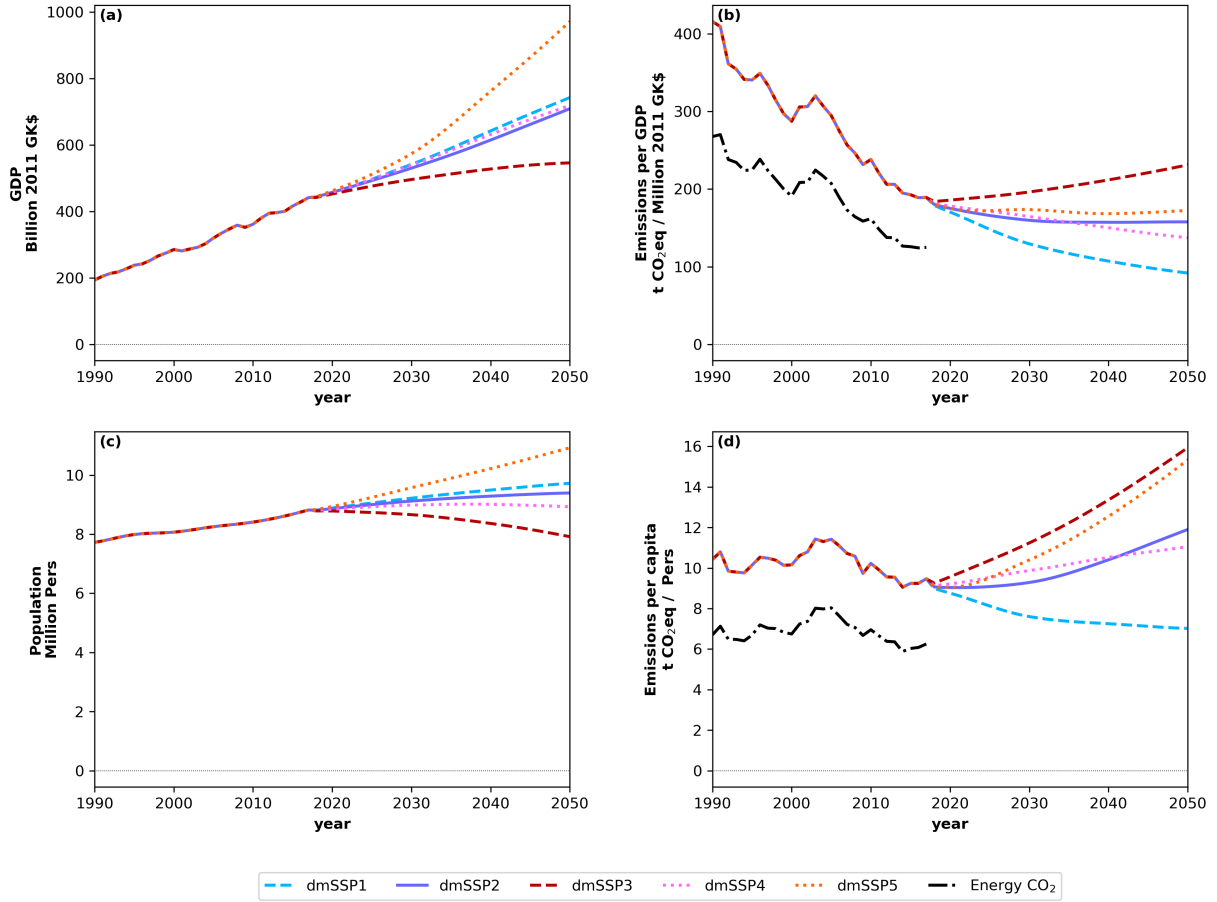 (a)
1000
800
600
400
200
0
GDP
Billion 2011 GK$
1990 2000 2010 2020 2030 2040 2050
year
(b)
400
300
200
100
0
Emissions per GDP
t CO₂eq / Million 2011 GK$
1990 2000 2010 2020 2030 2040 2050
year
(c)
10
8
6
4
2
0
Population
Million Pers
1990 2000 2010 2020 2030 2040 2050
year
(d)
16
14
12
10
8
6
4
2
0
Emissions per capita
t CO₂eq / Pers
1990 2000 2010 2020 2030 2040 2050
year
dmSSP1 dmSSP2 dmSSP3 dmSSP4 dmSSP5 Energy CO₂